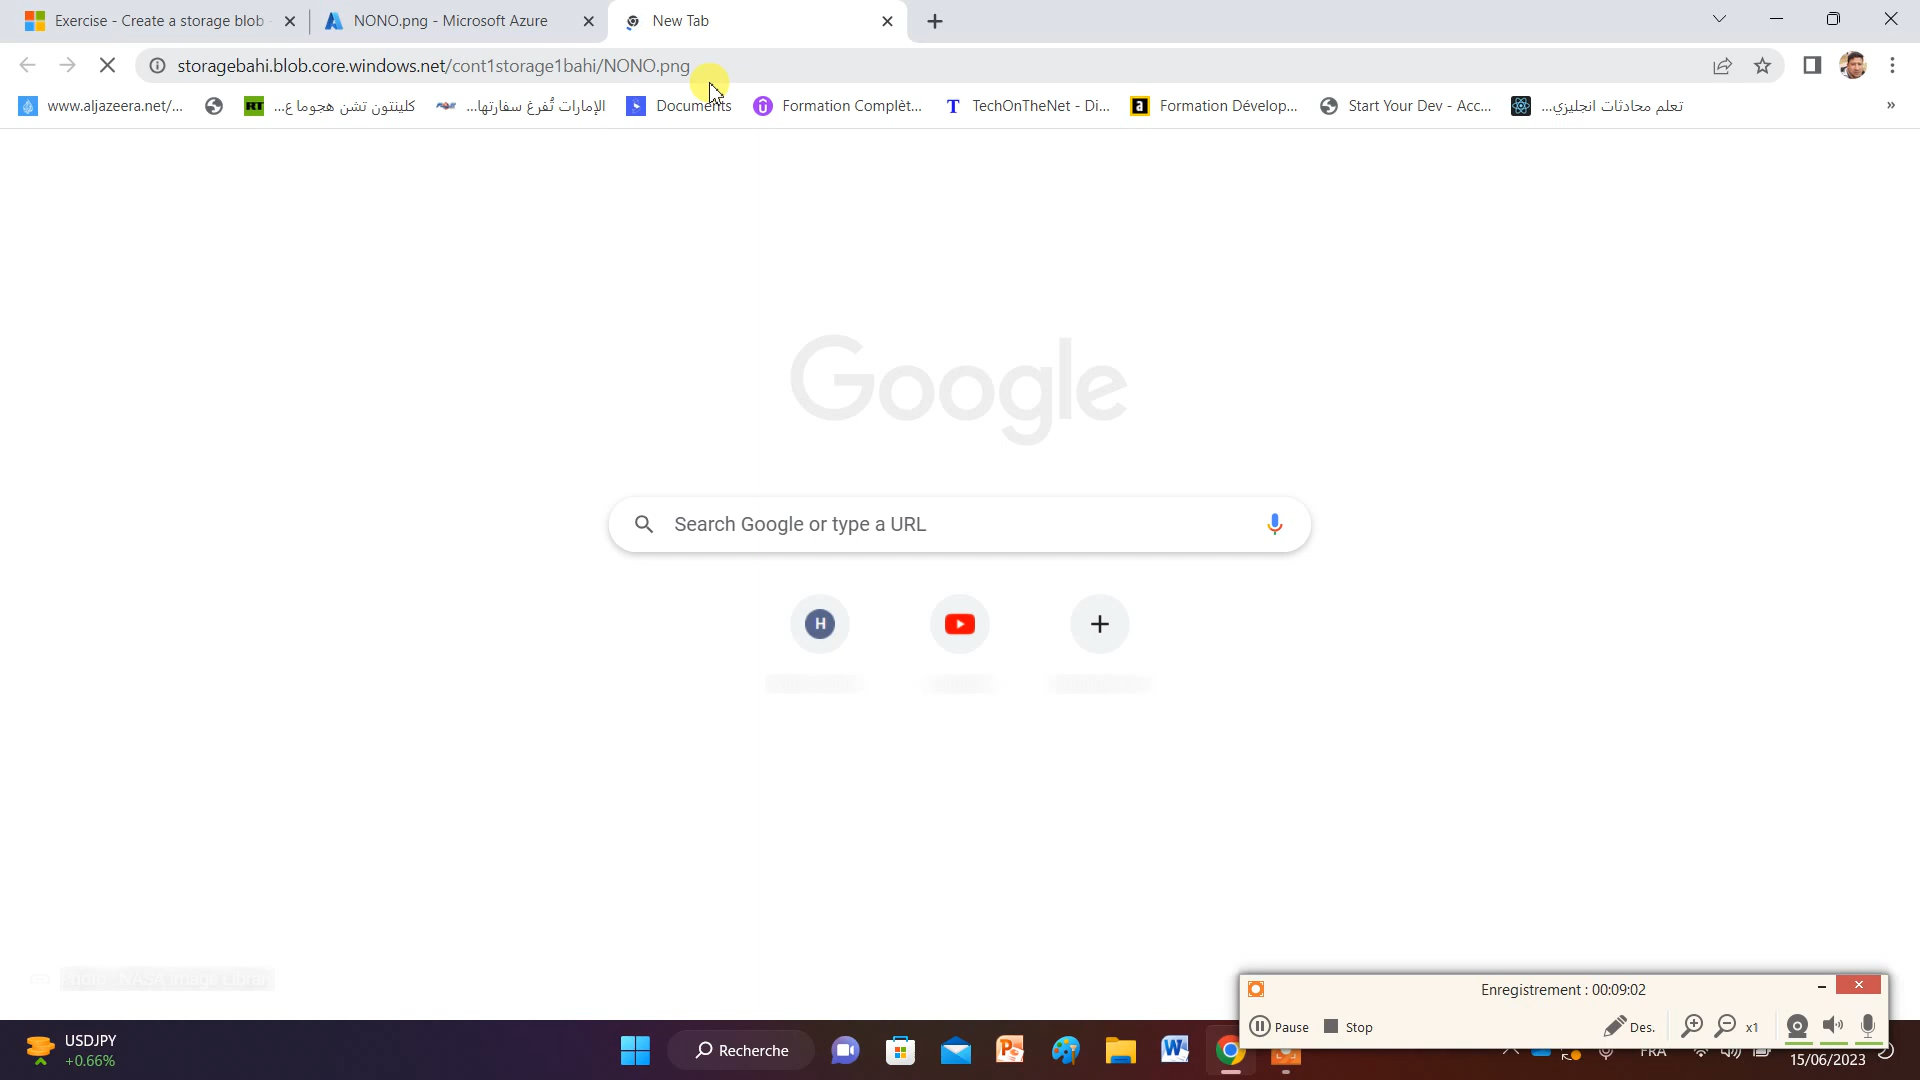 Exercise - Create a storage blob -
NONO.png - Microsoft Azure
New Tab
storagebahi.blob.core.windows.net/cont1storage1bahi/NONO.png
www.aljazeera.net/...
RT
كلينتون تشن هجوما ع...
الإمارات تُفرغ سفارتها...
Documents
Formation Complèt...
T
TechOnTheNet - Di...
a
Formation Dévelop...
Start Your Dev - Acc...
تعلم محادثات انجليزي...
»
Google
Search Google or type a URL
H
Enregistrement : 00:09:02
Pause
Stop
Des.
x1
USDJPY
+0.66%
Recherche
FRA
15/06/2023